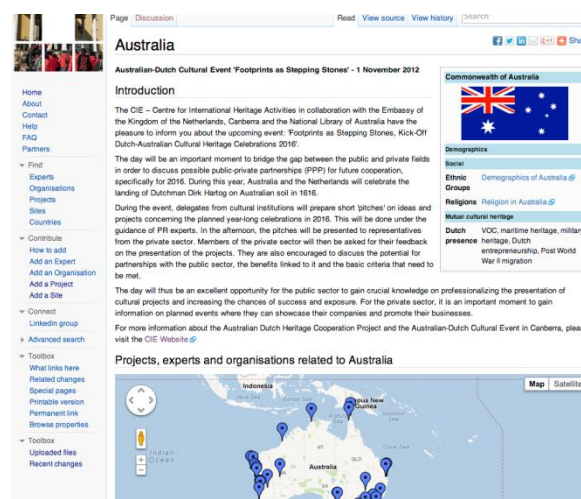 Page Discussion Read View source View history Search
Australia
Sha
Australian-Dutch Cultural Event 'Footprints as Stepping Stones' - 1 November 2012
Introduction
The CIE – Centre for International Heritage Activities in collaboration with the Embassy of
the Kingdom of the Netherlands, Canberra and the National Library of Australia have the
pleasure to inform you about the upcoming event: 'Footprints as Stepping Stones, Kick-Off
Dutch-Australian Cultural Heritage Celebrations 2016'.
The day will be an important moment to bridge the gap between the public and private fields
in order to discuss possible public-private partnerships (PPP) for future cooperation,
specifically for 2016. During this year, Australia and the Netherlands will celebrate the
landing of Dutchman Dirk Hartog on Australian soil in 1616.
During the event, delegates from cultural institutions will prepare short 'pitches' on ideas and
projects concerning the planned year-long celebrations in 2016. This will be done under the
guidance of PR experts. In the afternoon, the pitches will be presented to representatives
from the private sector. Members of the private sector will then be asked for their feedback
on the presentation of the projects. They are also encouraged to discuss the potential for
partnerships with the public sector, the benefits linked to it and the basic criteria that need to
be met.
The day will thus be an excellent opportunity for the public sector to gain crucial knowledge on professionalizing the presentation of
cultural projects and increasing the chances of success and exposure. For the private sector, it is an important moment to gain
information on planned events where they can showcase their companies and promote their businesses.
For more information about the Australian Dutch Heritage Cooperation Project and the Australian-Dutch Cultural Event in Canberra, plea
visit the CIE Website
Commonwealth of Australia
Demographics
Social
Ethnic Groups Demographics of Australia
Religions Religion in Australia
Mutual cultural heritage
Dutch VOC, maritime heritage, military
presence heritage, Dutch
entrepreneurship, Post World
War II migration
Projects, experts and organisations related to Australia
Map Satellite
Indonesia
Papua New
Guinea
Indian
Ocean
Coral Sea
NT
QLD
Australia
SA
Home
About
Contact
Help
FAQ
Partners
Find
Experts
Organisations
Projects
Sites
Countries
Contribute
How to add
Add an Expert
Add an Organisation
Add a Project
Add a Site
Connect
Linkedin group
Advanced search
Toolbox
What links here
Related changes
Special pages
Printable version
Permanent link
Browse properties
Toolbox
Uploaded files
Recent changes